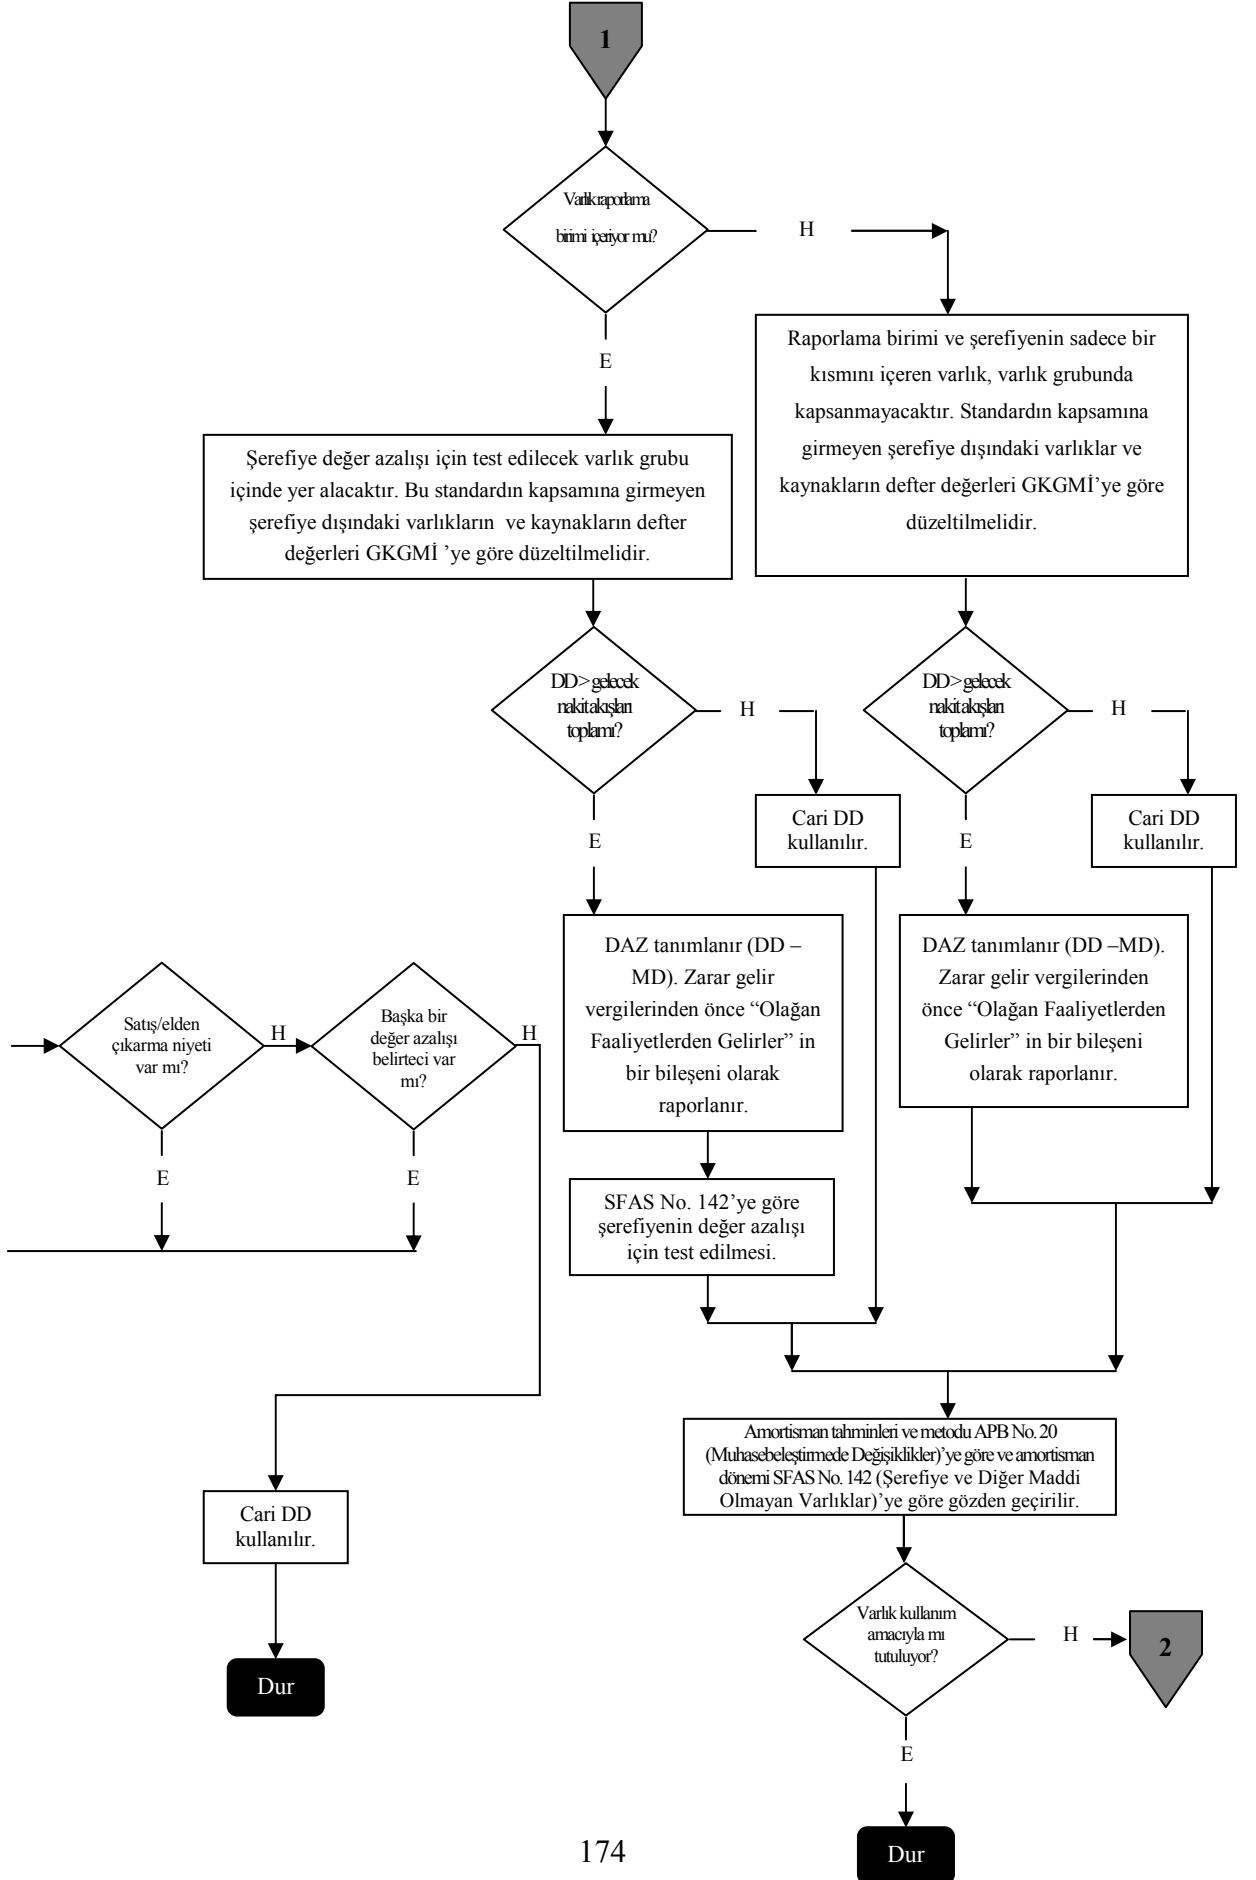 1
Varlık raporlama
birimi içeriyor mu?
H
E
Raporlama birimi ve şerefiyenin sadece bir
kısmını içeren varlık, varlık grubunda
kapsanmayacaktır. Standardın kapsamına
girmeyen şerefiye dışındaki varlıklar ve
kaynakların defter değerleri GKGMİ’ye göre
düzeltilmelidir.
Şerefiye değer azalışı için test edilecek varlık grubu
içinde yer alacaktır. Bu standardın kapsamına girmeyen
şerefiye dışındaki varlıkların ve kaynakların defter
değerleri GKGMİ ’ye göre düzeltilmelidir.
DD>gelecek
nakit akışları
toplamı?
H
E
DD>gelecek
nakit akışları
toplamı?
H
E
Cari DD
kullanılır.
Cari DD
kullanılır.
DAZ tanımlanır (DD –
MD). Zarar gelir
vergilerinden önce “Olağan
Faaliyetlerden Gelirler” in
bir bileşeni olarak
raporlanır.
DAZ tanımlanır (DD –MD).
Zarar gelir vergilerinden
önce “Olağan Faaliyetlerden
Gelirler” in bir bileşeni
olarak raporlanır.
Satış/elden
çıkarma niyeti
var mı?
H
E
Başka bir
değer azalışı
belirteci var
mı?
H
E
SFAS No. 142’ye göre
şerefiyenin değer azalışı
için test edilmesi.
Amortisman tahminleri ve metodu APB No. 20
(Muhasebeleştirmede Değişiklikler)’ye göre ve amortisman
dönemi SFAS No. 142 (Şerefiye ve Diğer Maddi
Olmayan Varlıklar)’ye göre gözden geçirilir.
Cari DD
kullanılır.
Dur
Varlık kullanım
amacıyla mı
tutuluyor?
H
2
E
Dur
174